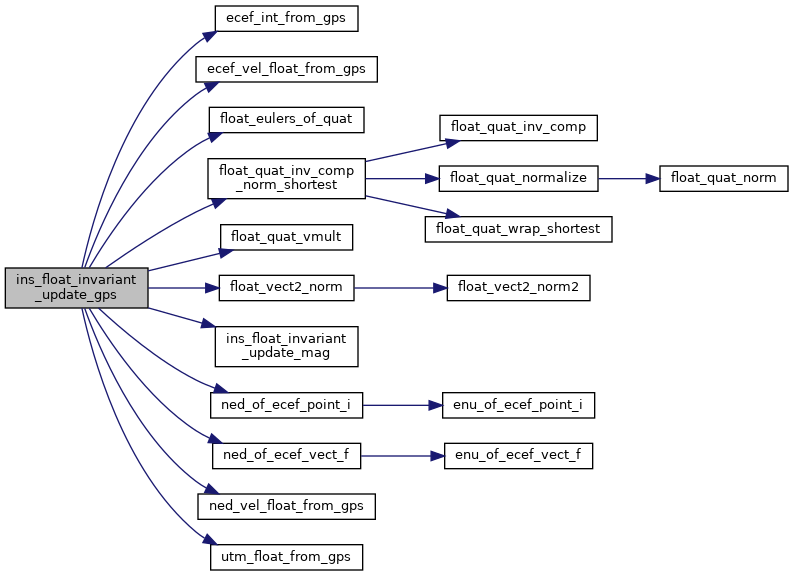 ins_float_invariant
_update_gps
ecef_int_from_gps
ecef_vel_float_from_gps
float_eulers_of_quat
float_quat_inv_comp
_norm_shortest
float_quat_inv_comp
float_quat_normalize
float_quat_norm
float_quat_wrap_shortest
float_quat_vmult
float_vect2_norm
float_vect2_norm2
ins_float_invariant
_update_mag
ned_of_ecef_point_i
enu_of_ecef_point_i
ned_of_ecef_vect_f
enu_of_ecef_vect_f
ned_vel_float_from_gps
utm_float_from_gps